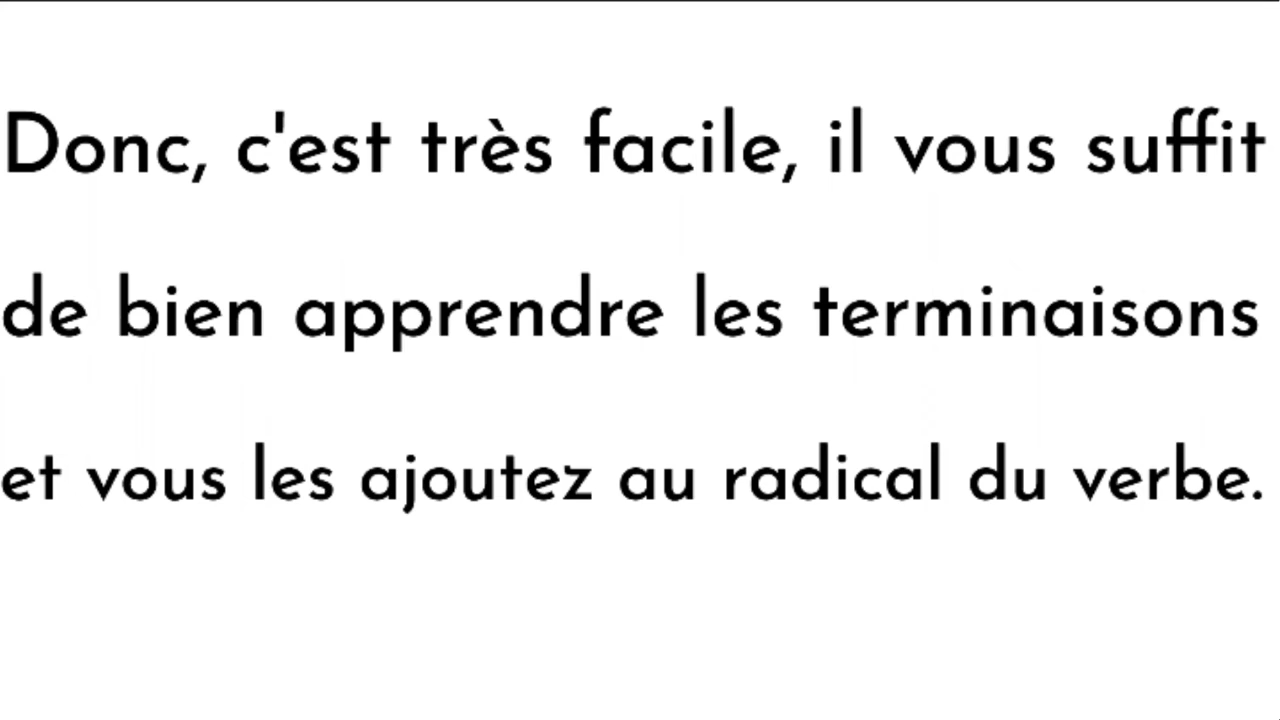 Donc, c'est très facile, il vous suffit
de bien apprendre les terminaisons
et vous les ajoutez au radical du verbe.